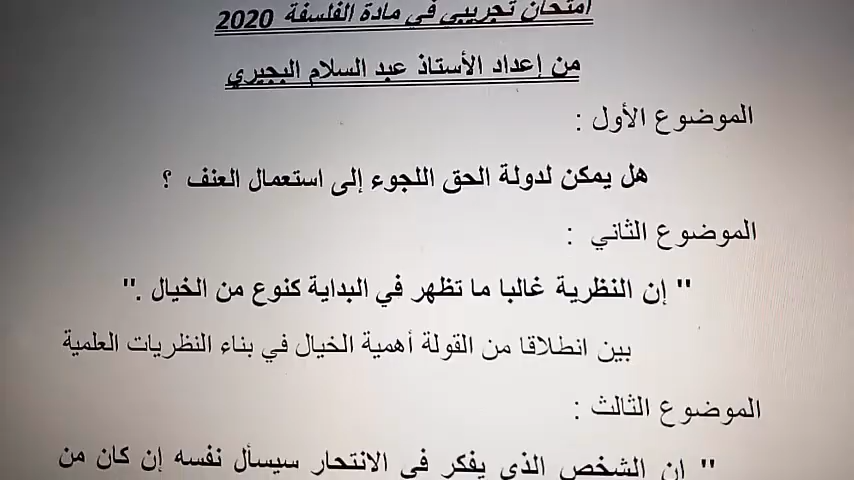 امتحان تجريبي في مادة الفلسفة 2020
من إعداد الأستاذ عبد السلام البجيري
الموضوع الأول :
هل يمكن لدولة الحق اللجوء إلى استعمال العنف ؟
الموضوع الثاني :
" إن النظرية غالبا ما تظهر في البداية كنوع من الخيال ."
بين انطلاقا من القولة أهمية الخيال في بناء النظريات العلمية
الموضوع الثالث :
" إن الشخص الذي يفكر في الانتحار سيسأل نفسه إن كان من